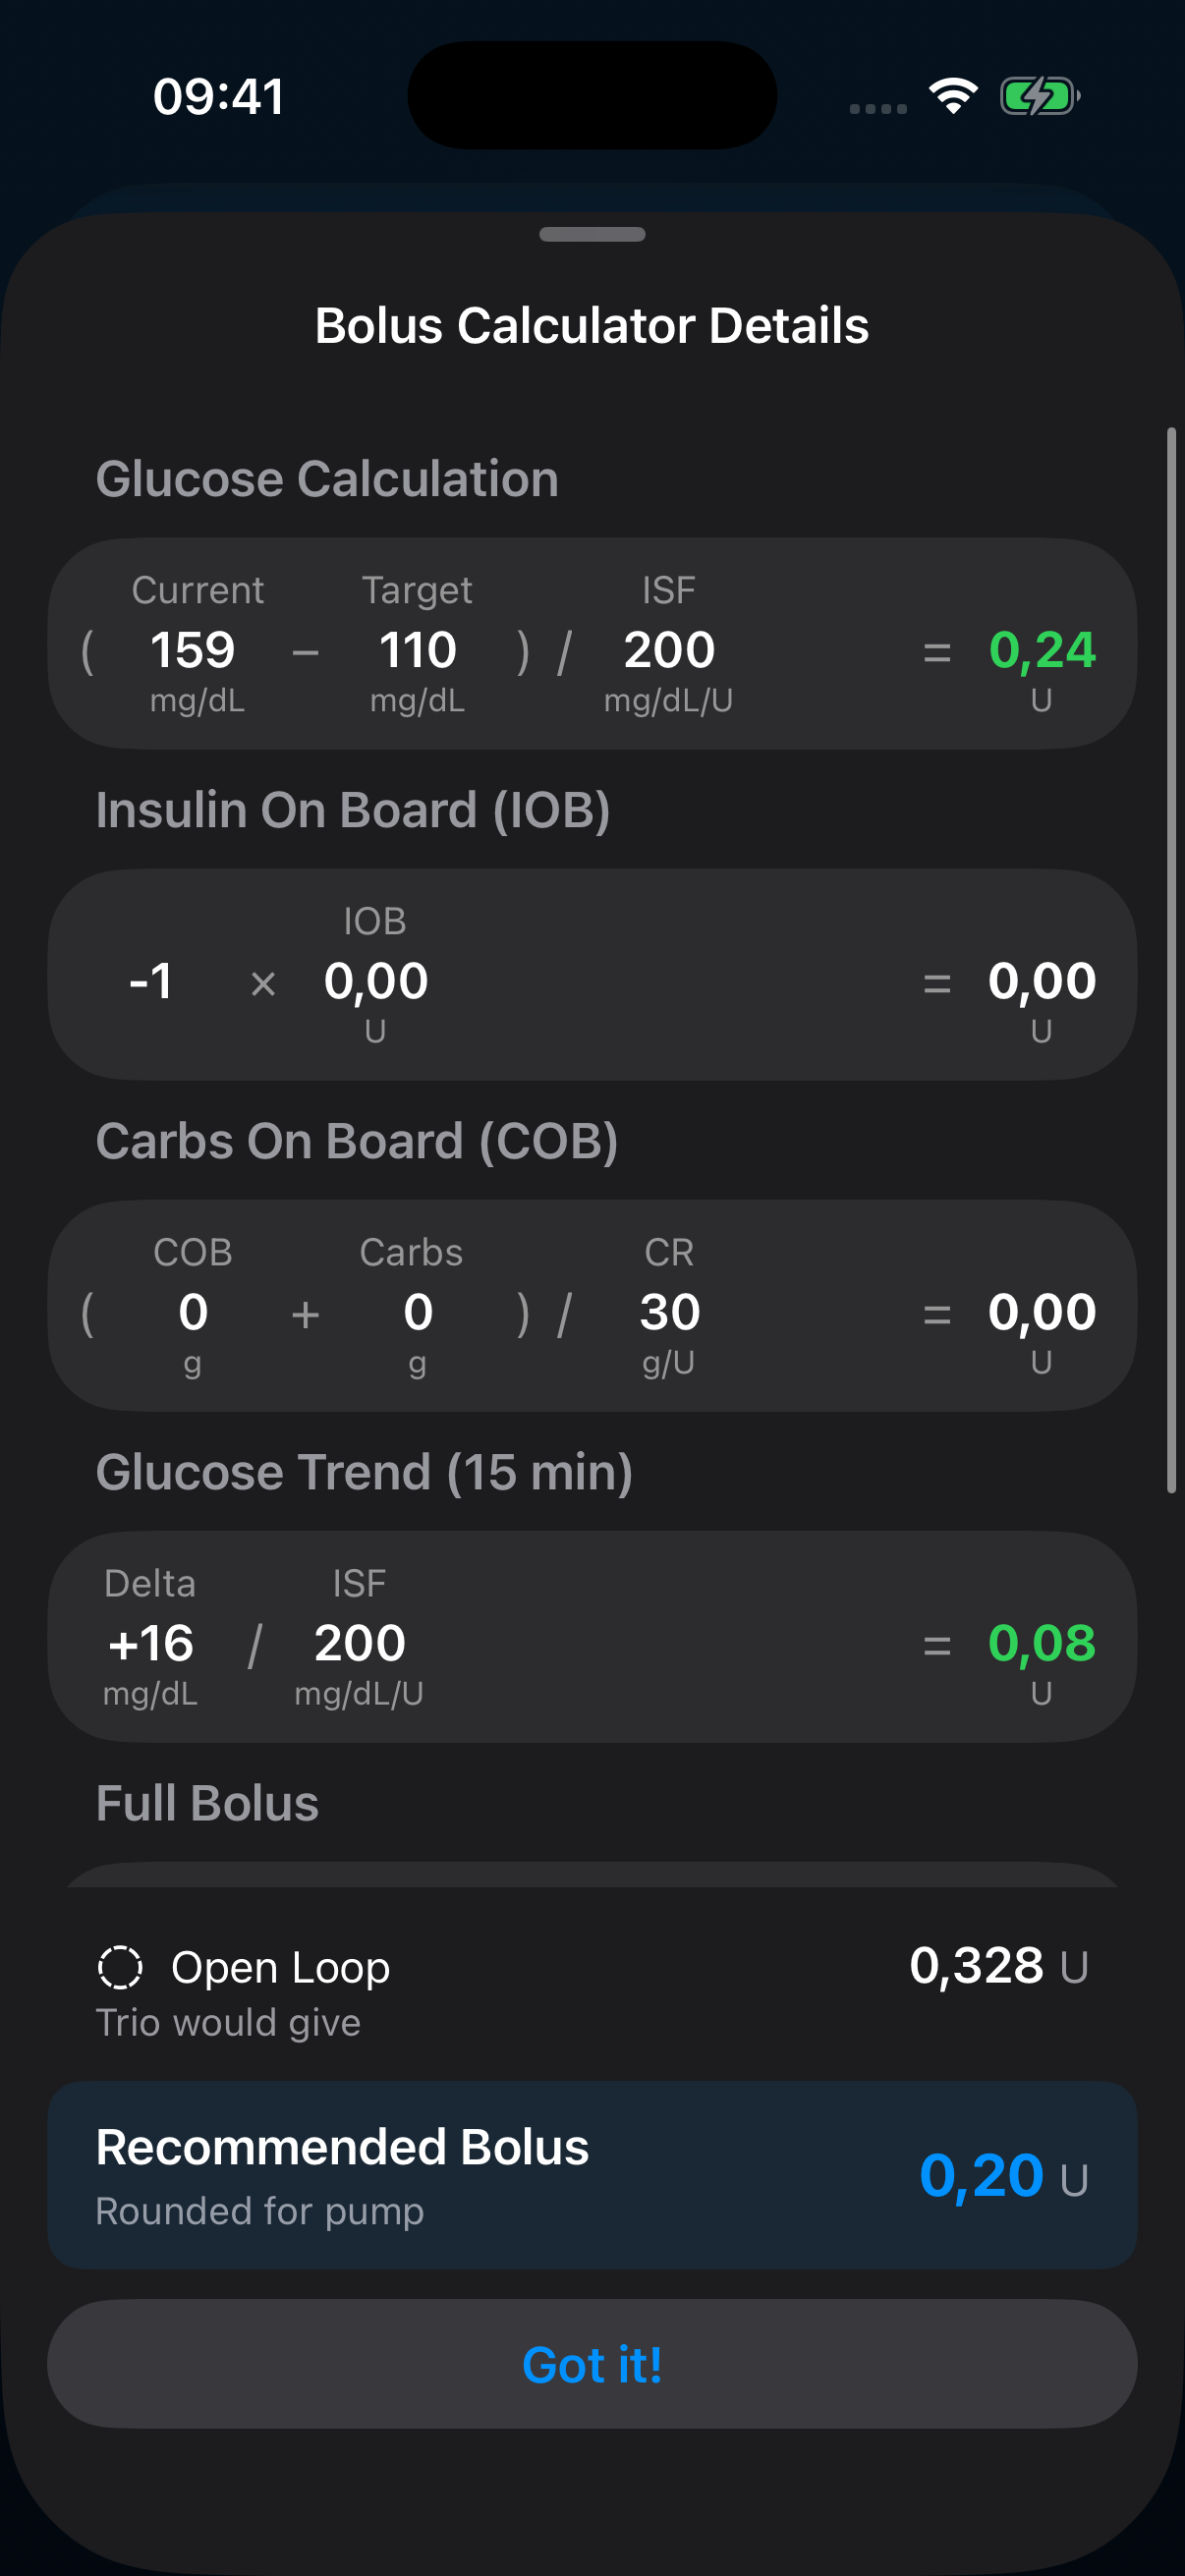 09:41
Bolus Calculator Details
Glucose Calculation
Current Target ISF
( 159 – 110 ) / 200 = 0,24
mg/dL mg/dL mg/dL/U U
Insulin On Board (IOB)
IOB
-1 × 0,00 = 0,00
U U
Carbs On Board (COB)
COB Carbs CR
( 0 + 0 ) / 30 = 0,00
g g g/U U
Glucose Trend (15 min)
Delta ISF
+16 / 200 = 0,08
mg/dL mg/dL/U U
Full Bolus
Open Loop 0,328 U
Trio would give
Recommended Bolus 0,20 U
Rounded for pump
Got it!